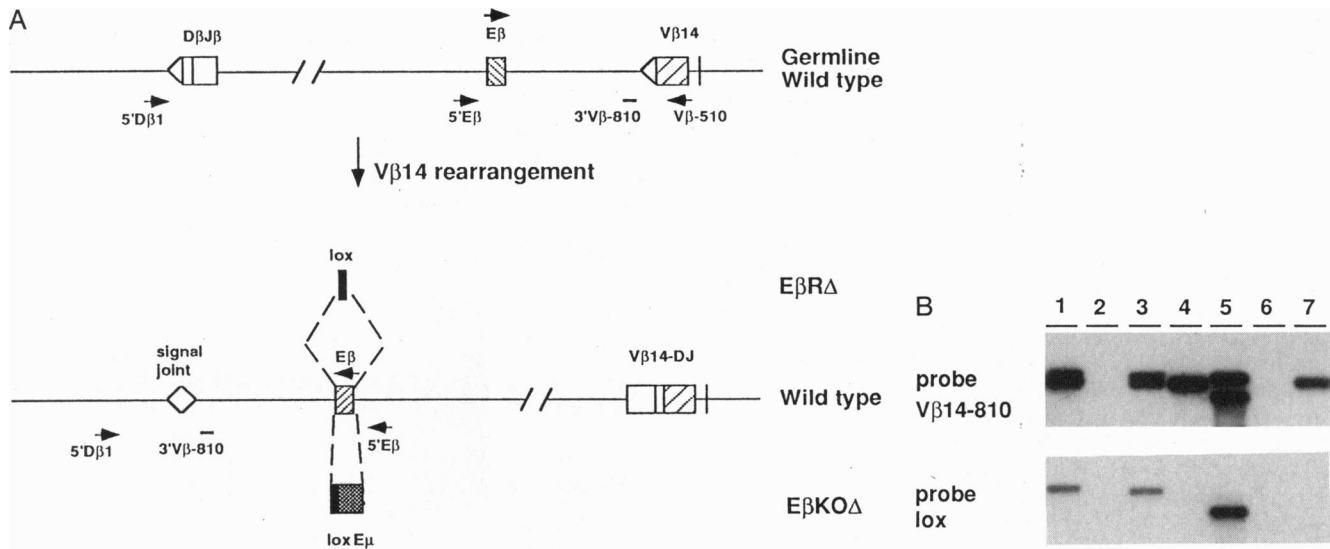 A
Eβ
DβJβ
Vβ14
Germline
Wild type
5'Dβ1
5'Eβ
3'Vβ-810
Vβ-510
Vβ14 rearrangement
lox
EβRΔ
signal
joint
Eβ
Vβ14-DJ
Wild type
5'Dβ1
3'Vβ-810
5'Eβ
EβKOΔ
lox Eμ
B
1 2 3 4 5 6 7
probe
Vβ14-810
probe
lox